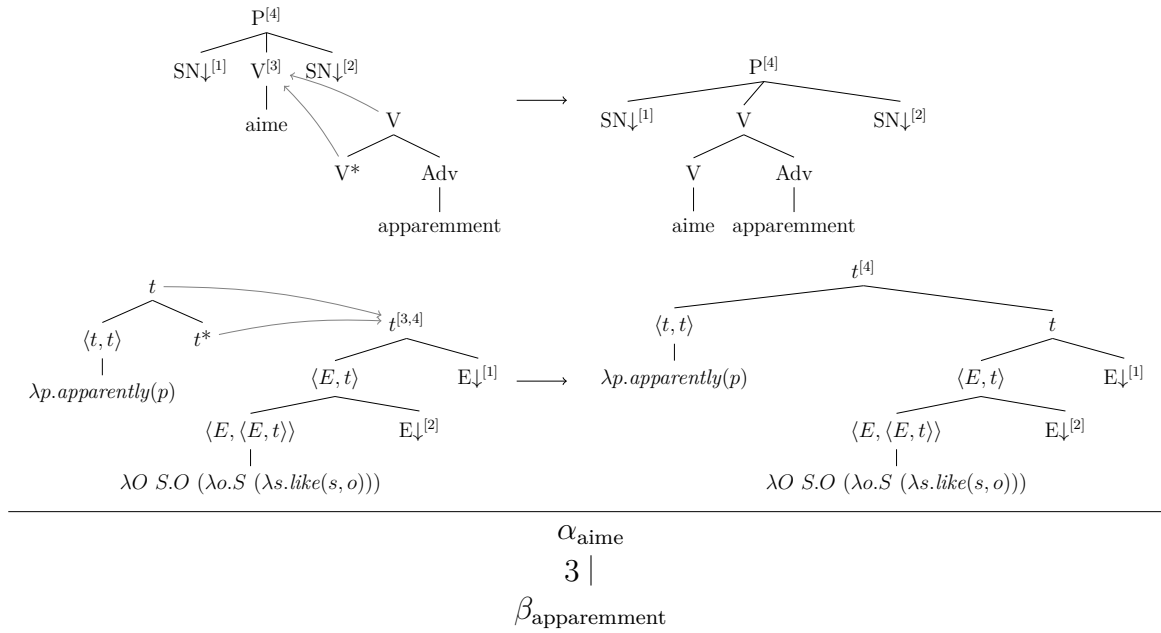 P[4]
SN↓[1] V[3] SN↓[2]
aime
V
V* Adv
apparemment
P[4]
SN↓[1] V SN↓[2]
V Adv
aime apparemment
t
⟨t, t⟩ t*
λp.apparently(p)
t[3,4]
⟨E, t⟩ E↓[1]
⟨E, ⟨E, t⟩⟩ E↓[2]
λO S.O (λo.S (λs.like(s, o)))
t[4]
⟨t, t⟩ t
λp.apparently(p)
⟨E, t⟩ E↓[1]
⟨E, ⟨E, t⟩⟩ E↓[2]
λO S.O (λo.S (λs.like(s, o)))
αaime
3
βapparemment